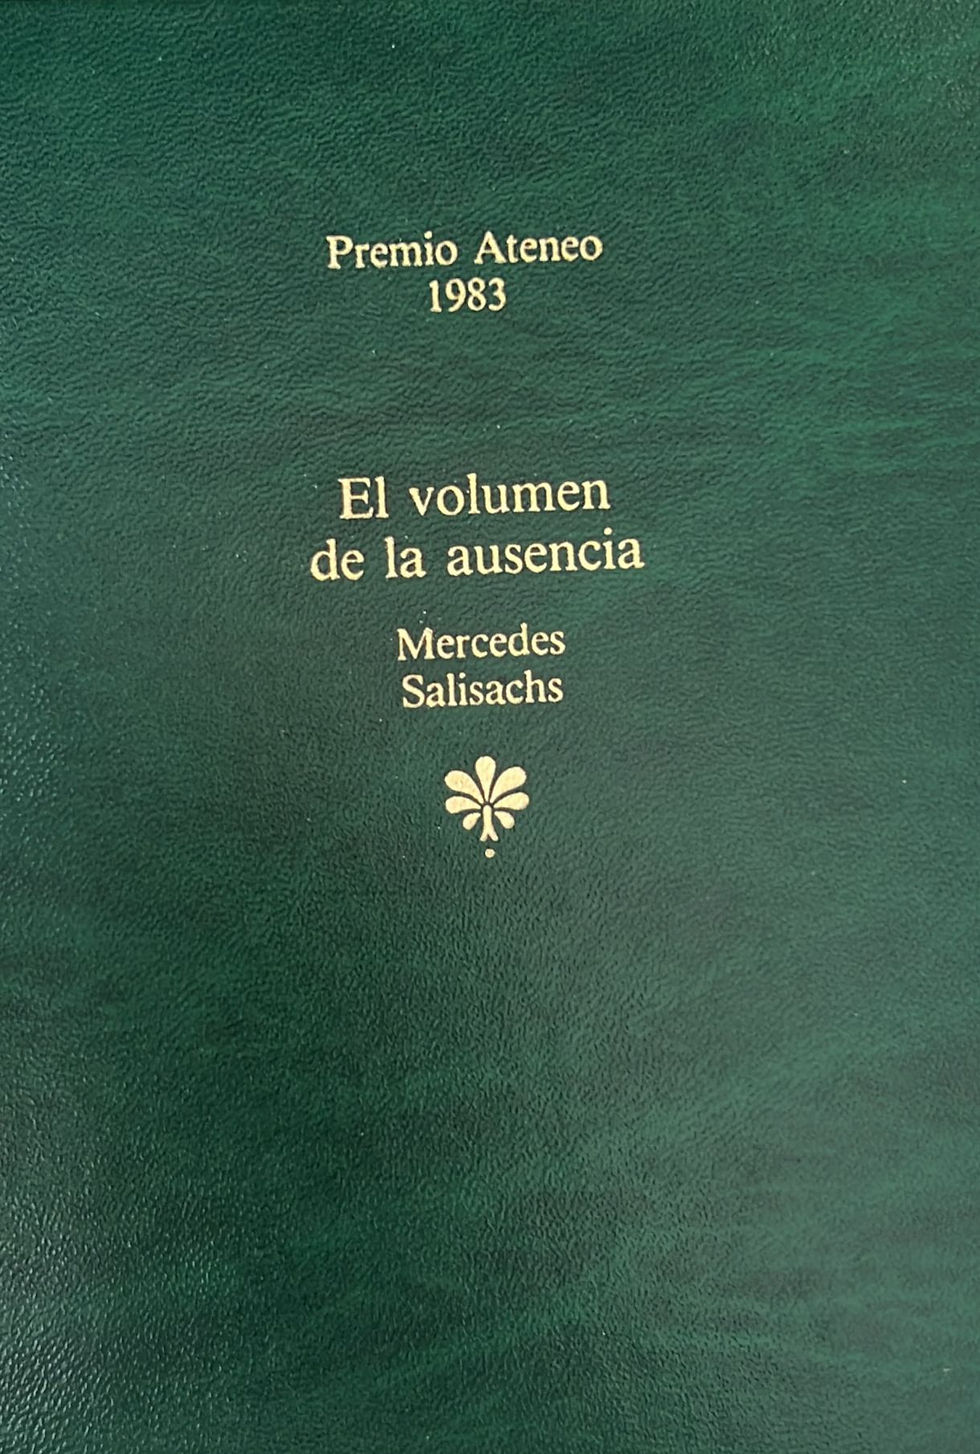 Premio Ateneo
1983
El volumen
de la ausencia
Mercedes
Salisachs